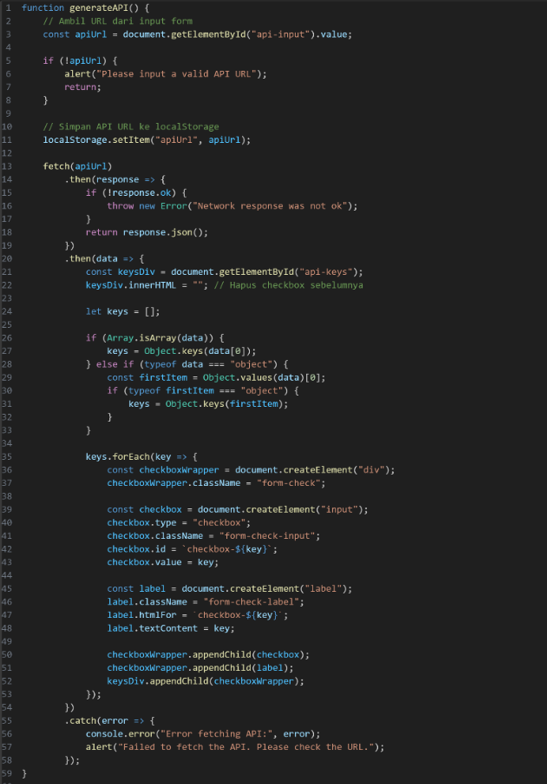 1 function generateAPI() {
2     // Ambil URL dari input form
3     const apiUrl = document.getElementById("api-input").value;
4
5     if (!apiUrl) {
6         alert("Please input a valid API URL");
7         return;
8     }
9
10     // Simpan API URL ke localStorage
11     localStorage.setItem("apiUrl", apiUrl);
12
13     fetch(apiUrl)
14         .then(response => {
15             if (!response.ok) {
16                 throw new Error("Network response was not ok");
17             }
18             return response.json();
19         })
20         .then(data => {
21             const keysDiv = document.getElementById("api-keys");
22             keysDiv.innerHTML = ""; // Hapus checkbox sebelumnya
23
24             let keys = [];
25
26             if (Array.isArray(data)) {
27                 keys = Object.keys(data[0]);
28             } else if (typeof data === "object") {
29                 const firstItem = Object.values(data)[0];
30                 if (typeof firstItem === "object") {
31                     keys = Object.keys(firstItem);
32                 }
33             }
34
35             keys.forEach(key => {
36                 const checkboxWrapper = document.createElement("div");
37                 checkboxWrapper.className = "form-check";
38
39                 const checkbox = document.createElement("input");
40                 checkbox.type = "checkbox";
41                 checkbox.className = "form-check-input";
42                 checkbox.id = `checkbox-${key}`;
43                 checkbox.value = key;
44
45                 const label = document.createElement("label");
46                 label.className = "form-check-label";
47                 label.htmlFor = `checkbox-${key}`;
48                 label.textContent = key;
49
50                 checkboxWrapper.appendChild(checkbox);
51                 checkboxWrapper.appendChild(label);
52                 keysDiv.appendChild(checkboxWrapper);
53             });
54         })
55         .catch(error => {
56             console.error("Error fetching API:", error);
57             alert("Failed to fetch the API. Please check the URL.");
58         });
59 }